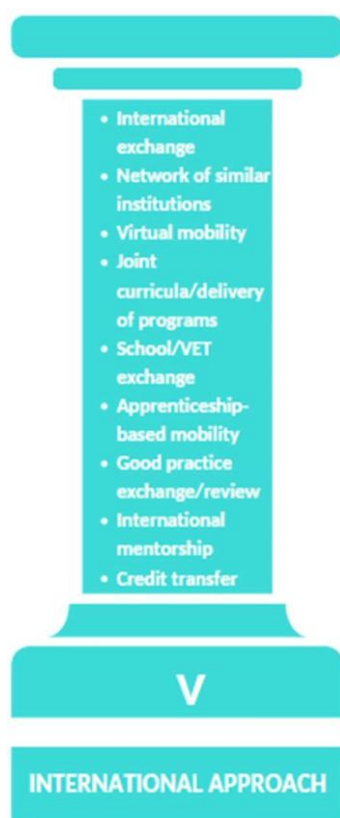 • International
exchange
• Network of similar
institutions
• Virtual mobility
• Joint
curricula/delivery
of programs
• School/VET
exchange
• Apprenticeship-
based mobility
• Good practice
exchange/review
• International
mentorship
• Credit transfer
V
INTERNATIONAL APPROACH